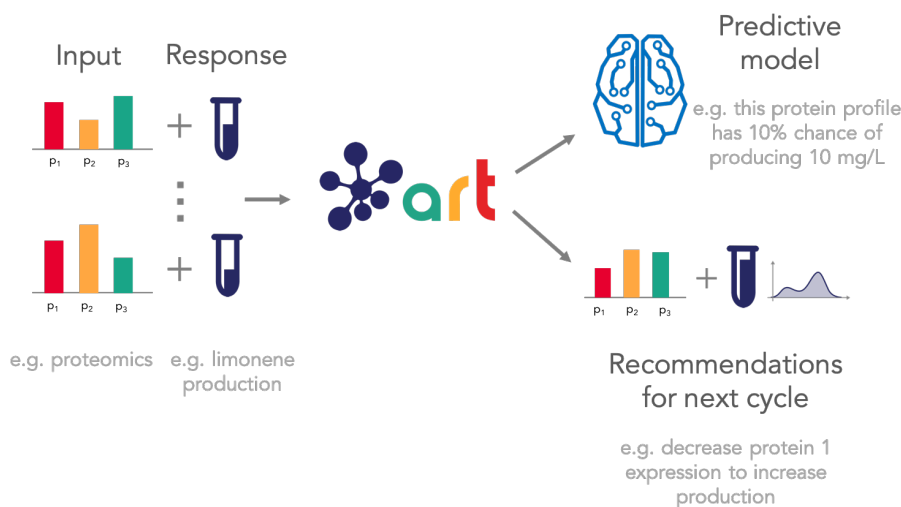 Input
Response
p₁ p₂ p₃
p₁ p₂ p₃
e.g. proteomics
e.g. limonene
production
art
Predictive
model
e.g. this protein profile
has 10% chance of
producing 10 mg/L
p₁ p₂ p₃
Recommendations
for next cycle
e.g. decrease protein 1
expression to increase
production